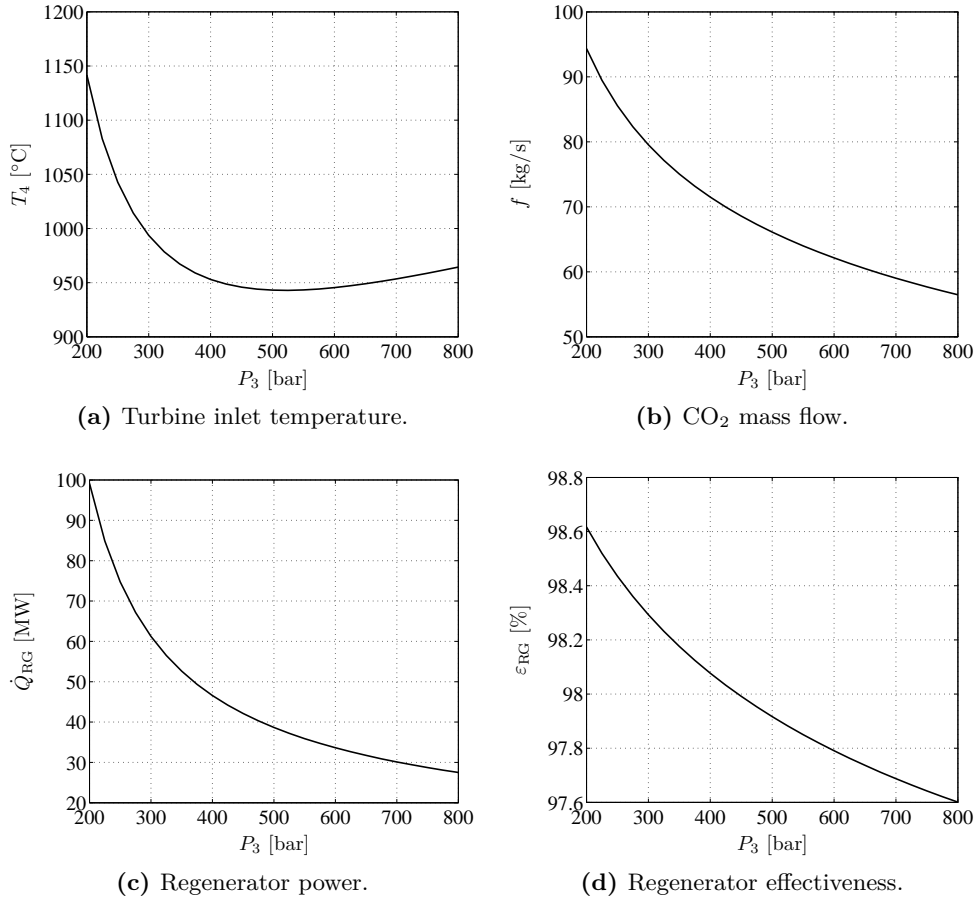 1200
1150
1100
1050
1000
950
900
T₄ [°C]
200 300 400 500 600 700 800
P₃ [bar]
(a) Turbine inlet temperature.
100
90
80
70
60
50
f [kg/s]
200 300 400 500 600 700 800
P₃ [bar]
(b) CO₂ mass flow.
100
90
80
70
60
50
40
30
20
Q̇_RG [MW]
200 300 400 500 600 700 800
P₃ [bar]
(c) Regenerator power.
98.8
98.6
98.4
98.2
98
97.8
97.6
ε_RG [%]
200 300 400 500 600 700 800
P₃ [bar]
(d) Regenerator effectiveness.